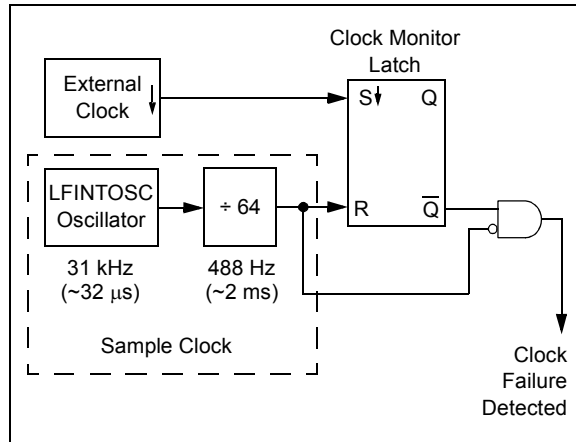 Clock Monitor
Latch
External
Clock
S
Q
LFINTOSC
Oscillator
÷ 64
R
Q̅
31 kHz
(~32 μs)
488 Hz
(~2 ms)
Sample Clock
Clock
Failure
Detected